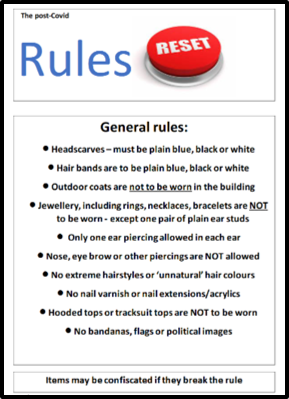 The post-Covid
Rules
RESET
General rules:
● Headscarves – must be plain blue, black or white
● Hair bands are to be plain blue, black or white
● Outdoor coats are not to be worn in the building
● Jewellery, including rings, necklaces, bracelets are NOT
to be worn - except one pair of plain ear studs
● Only one ear piercing allowed in each ear
● Nose, eye brow or other piercings are NOT allowed
● No extreme hairstyles or ‘unnatural’ hair colours
● No nail varnish or nail extensions/acrylics
● Hooded tops or tracksuit tops are NOT to be worn
● No bandanas, flags or political images
Items may be confiscated if they break the rule